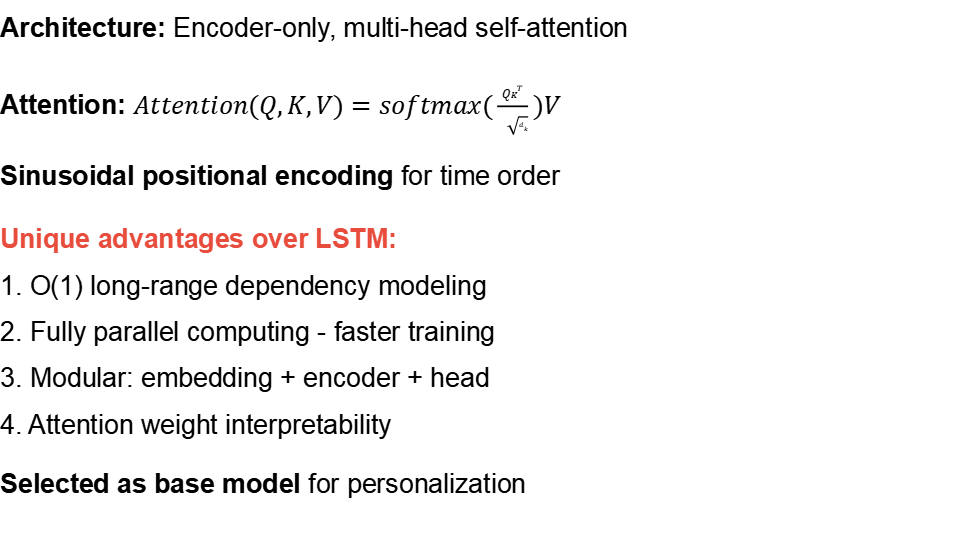 Architecture: Encoder-only, multi-head self-attention
Attention: Attention(Q, K, V) = softmax(QK^T/√d_k)V
Sinusoidal positional encoding for time order
Unique advantages over LSTM:
1. O(1) long-range dependency modeling
2. Fully parallel computing - faster training
3. Modular: embedding + encoder + head
4. Attention weight interpretability
Selected as base model for personalization